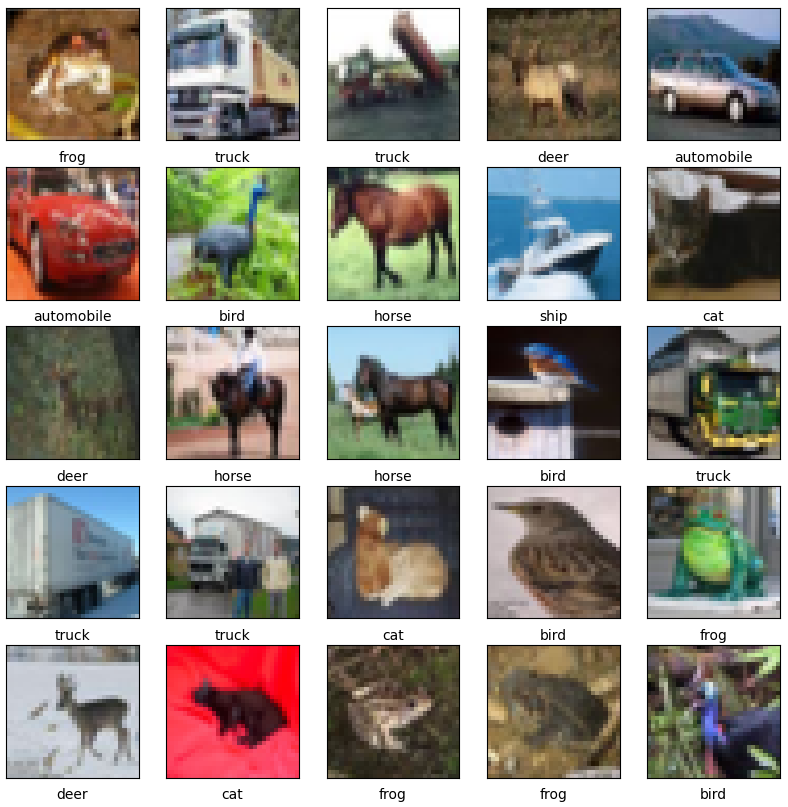 frog truck truck deer automobile
automobile bird horse ship cat
deer horse horse bird truck
truck truck cat bird frog
deer cat frog frog bird